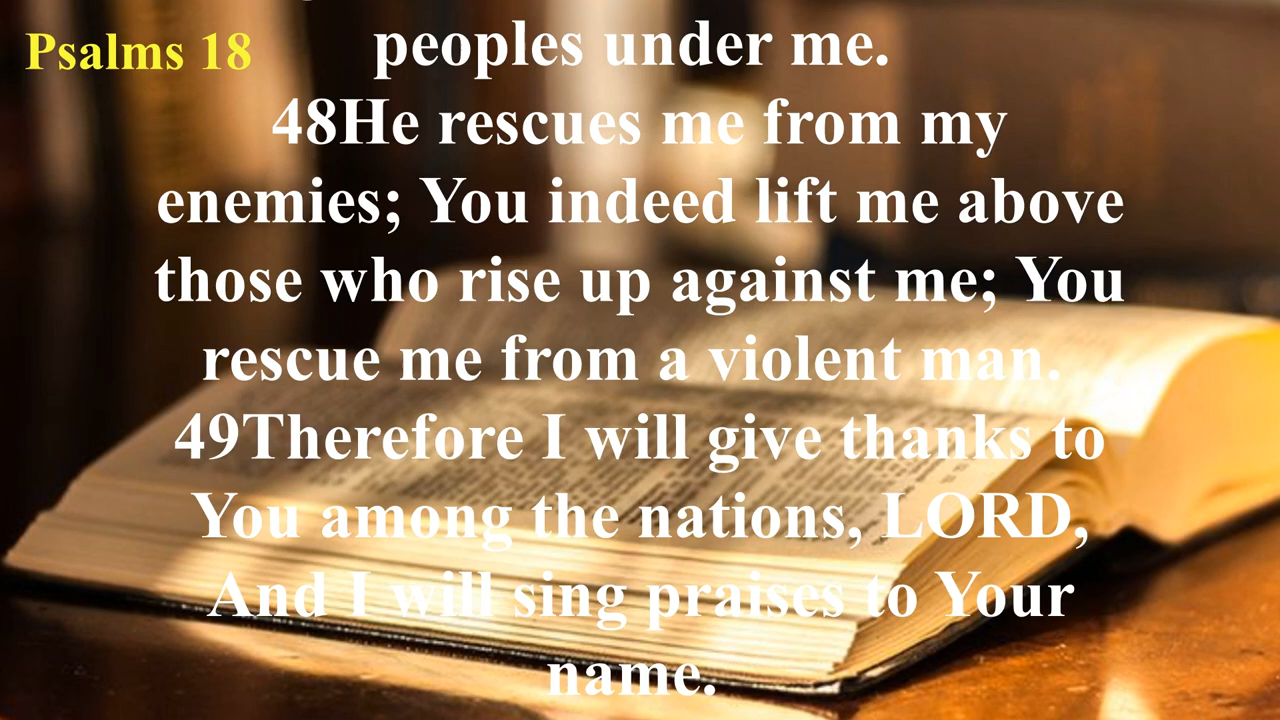 Psalms 18
peoples under me.
48He rescues me from my
enemies; You indeed lift me above
those who rise up against me; You
rescue me from a violent man.
49Therefore I will give thanks to
You among the nations, LORD,
And I will sing praises to Your
name.